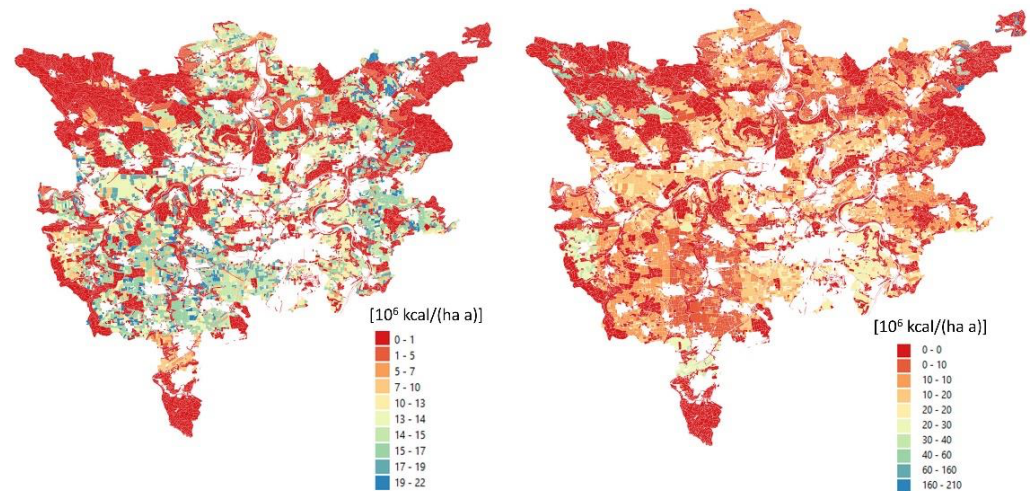 [10⁶ kcal/(ha a)]
0 - 1
1 - 5
5 - 7
7 - 10
10 - 13
13 - 14
14 - 15
15 - 17
17 - 19
19 - 22
[10⁶ kcal/(ha a)]
0 - 0
0 - 10
10 - 10
10 - 20
20 - 20
20 - 30
30 - 40
40 - 60
60 - 160
160 - 210